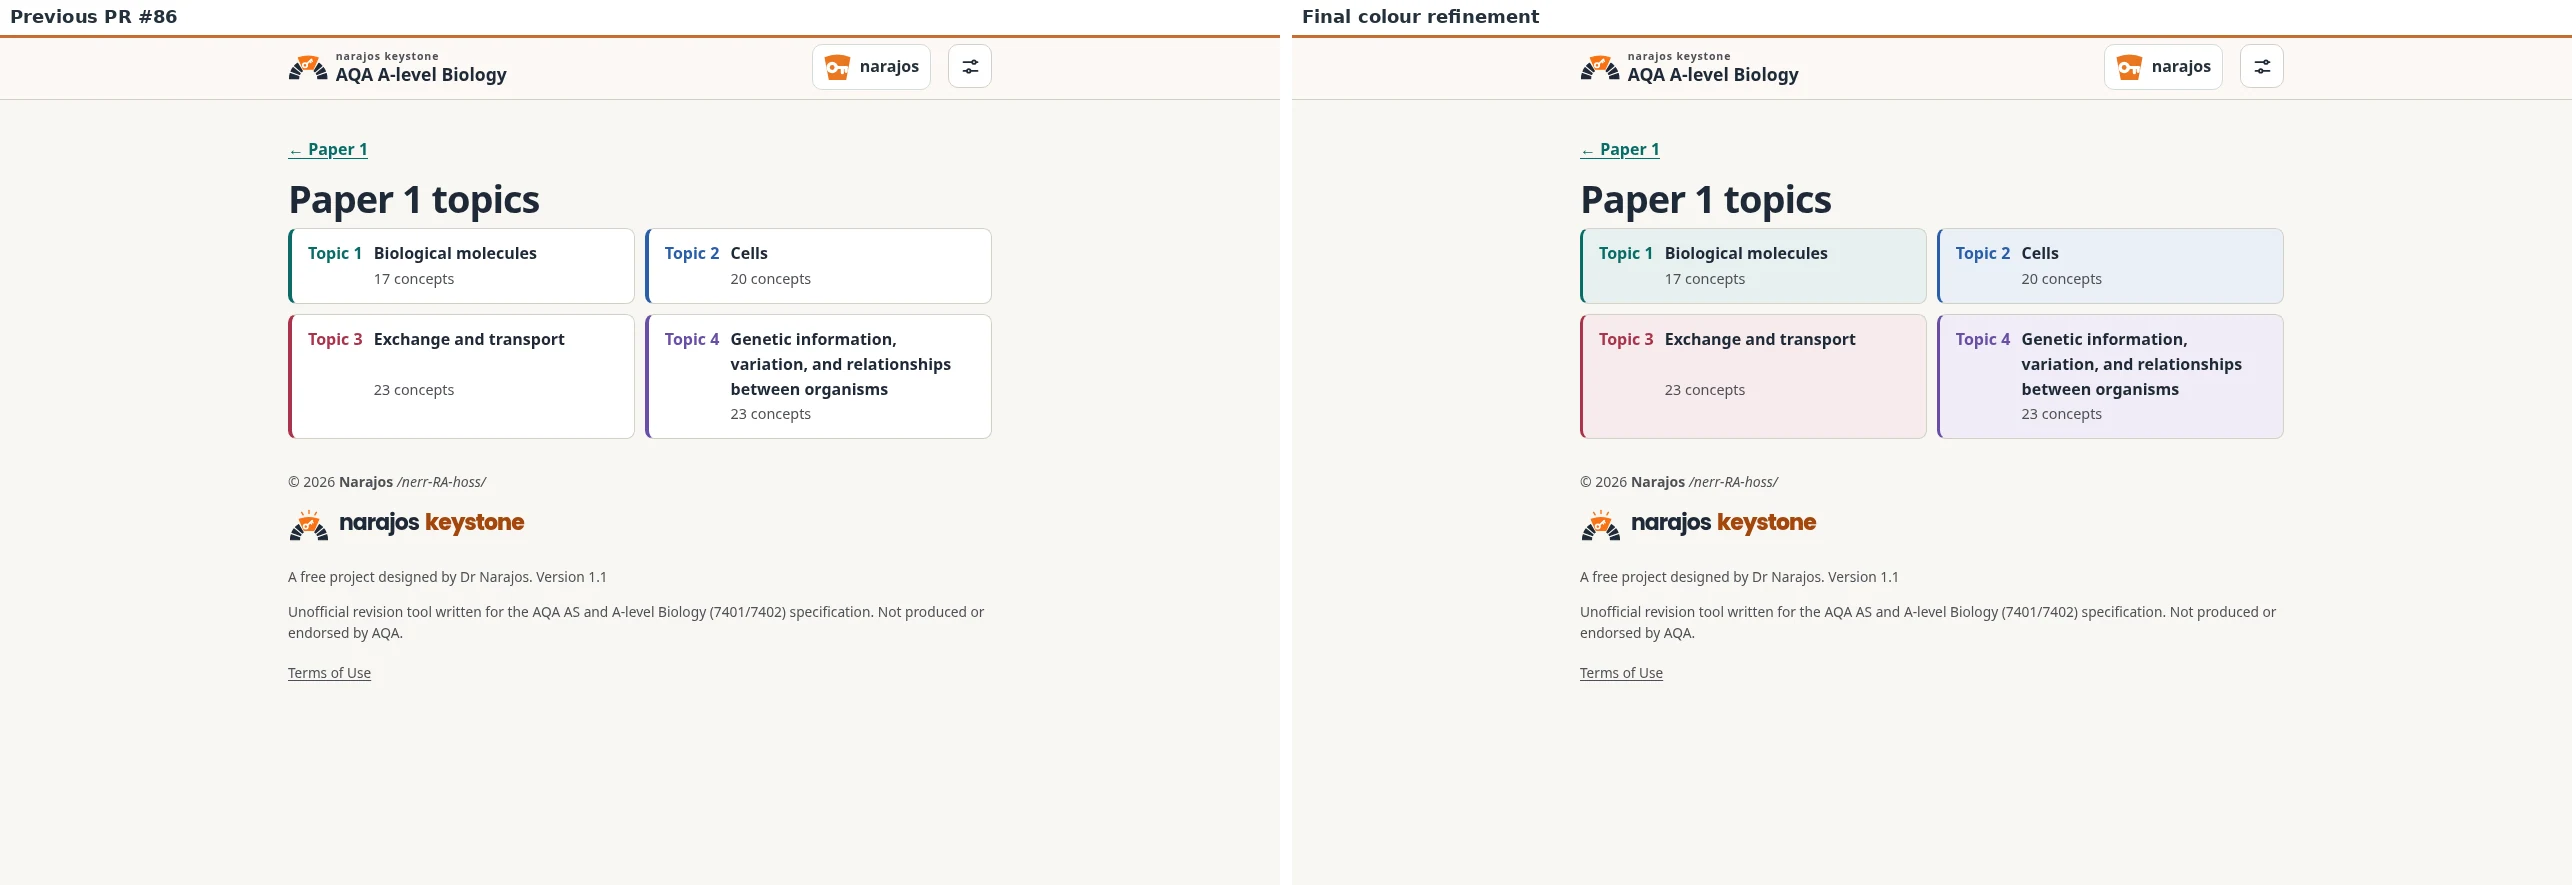 Previous PR #86
narajos keystone
AQA A-level Biology
narajos
← Paper 1
Paper 1 topics
Topic 1 Biological molecules
17 concepts
Topic 2 Cells
20 concepts
Topic 3 Exchange and transport
23 concepts
Topic 4 Genetic information,
variation, and relationships
between organisms
23 concepts
© 2026 Narajos /nerr-RA-hoss/
narajos keystone
A free project designed by Dr Narajos. Version 1.1
Unofficial revision tool written for the AQA AS and A-level Biology (7401/7402) specification. Not produced or
endorsed by AQA.
Terms of Use
Final colour refinement
narajos keystone
AQA A-level Biology
narajos
← Paper 1
Paper 1 topics
Topic 1 Biological molecules
17 concepts
Topic 2 Cells
20 concepts
Topic 3 Exchange and transport
23 concepts
Topic 4 Genetic information,
variation, and relationships
between organisms
23 concepts
© 2026 Narajos /nerr-RA-hoss/
narajos keystone
A free project designed by Dr Narajos. Version 1.1
Unofficial revision tool written for the AQA AS and A-level Biology (7401/7402) specification. Not produced or
endorsed by AQA.
Terms of Use